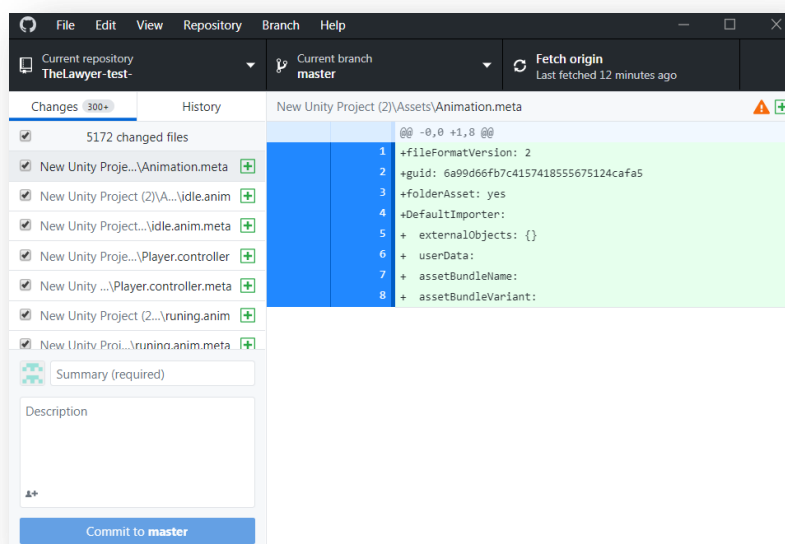 File Edit View Repository Branch Help
Current repository
TheLawyer-test-
Current branch
master
Fetch origin
Last fetched 12 minutes ago
Changes 300+ History
5172 changed files
New Unity Proje...\Animation.meta
New Unity Project (2)\A...\idle.anim
New Unity Project...\idle.anim.meta
New Unity Proje...\Player.controller
New Unity ...\Player.controller.meta
New Unity Project (2...\runing.anim
New Unity Proj...\runing.anim.meta
Summary (required)
Description
Commit to master
New Unity Project (2)\Assets\Animation.meta
@@ -0,0 +1,8 @@
1 +fileFormatVersion: 2
2 +guid: 6a99d66fb7c4157418555675124cafa5
3 +folderAsset: yes
4 +DefaultImporter:
5 + externalObjects: {}
6 + userData:
7 + assetBundleName:
8 + assetBundleVariant: